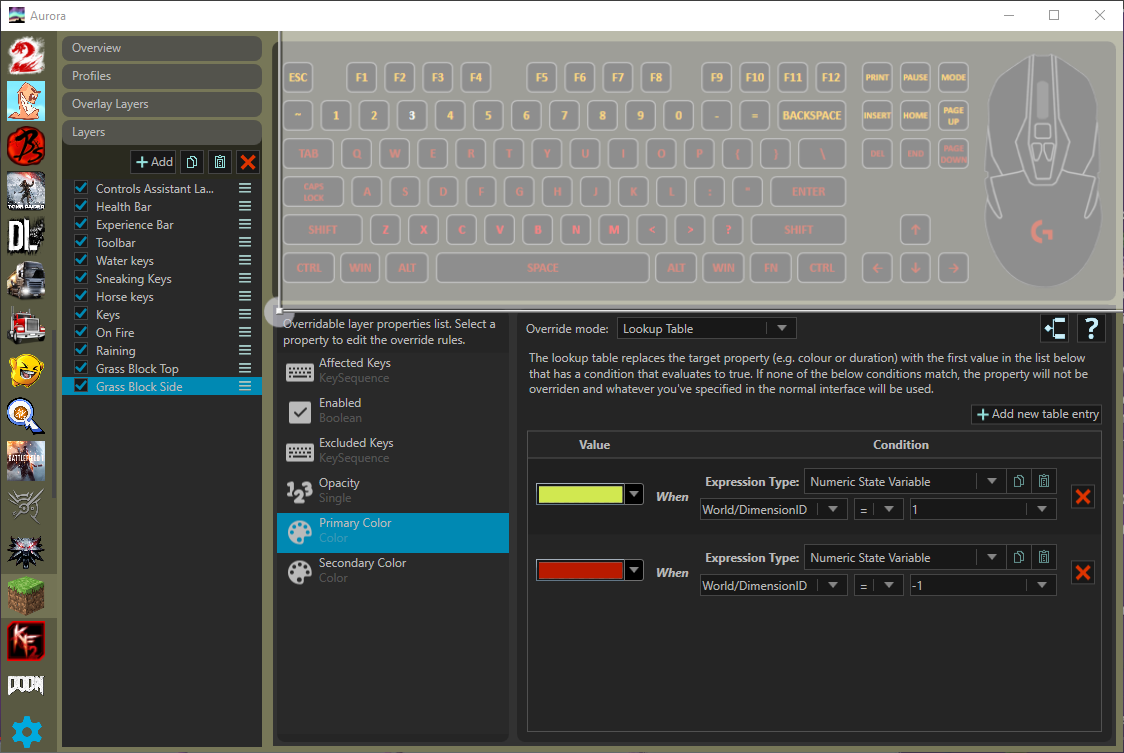 Aurora
Overview
Profiles
Overlay Layers
Layers
Add
Controls Assistant La...
Health Bar
Experience Bar
Toolbar
Water keys
Sneaking Keys
Horse keys
Keys
On Fire
Raining
Grass Block Top
Grass Block Side
2
TOMB RAIDER
DL
BATTLEFIELD 1
KF2
DOOM
ESC F1 F2 F3 F4 F5 F6 F7 F8 F9 F10 F11 F12 PRINT PAUSE MODE
~ 1 2 3 4 5 6 7 8 9 0 - = BACKSPACE INSERT HOME PAGE UP
TAB Q W E R T Y U I O P { } \ DEL END PAGE DOWN
CAPS LOCK A S D F G H J K L : " ENTER
SHIFT Z X C V B N M < > ? SHIFT ↑
CTRL WIN ALT SPACE ALT WIN FN CTRL ← ↓ →
G
Overridable layer properties list. Select a
property to edit the override rules.
Affected Keys
KeySequence
Enabled
Boolean
Excluded Keys
KeySequence
123
Opacity
Single
Primary Color
Color
Secondary Color
Color
Override mode: Lookup Table
?
The lookup table replaces the target property (e.g. colour or duration) with the first value in the list below
that has a condition that evaluates to true. If none of the below conditions match, the property will not be
overriden and whatever you've specified in the normal interface will be used.
Add new table entry
Value Condition
When
Expression Type: Numeric State Variable
World/DimensionID = 1
When
Expression Type: Numeric State Variable
World/DimensionID = -1